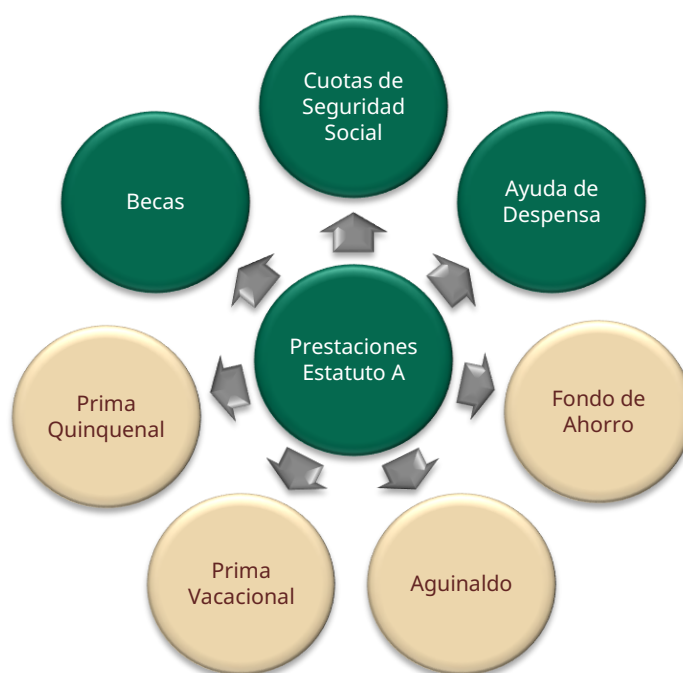 Cuotas de
Seguridad
Social
Ayuda de
Despensa
Fondo de
Ahorro
Aguinaldo
Prima
Vacacional
Prima
Quinquenal
Becas
Prestaciones
Estatuto A